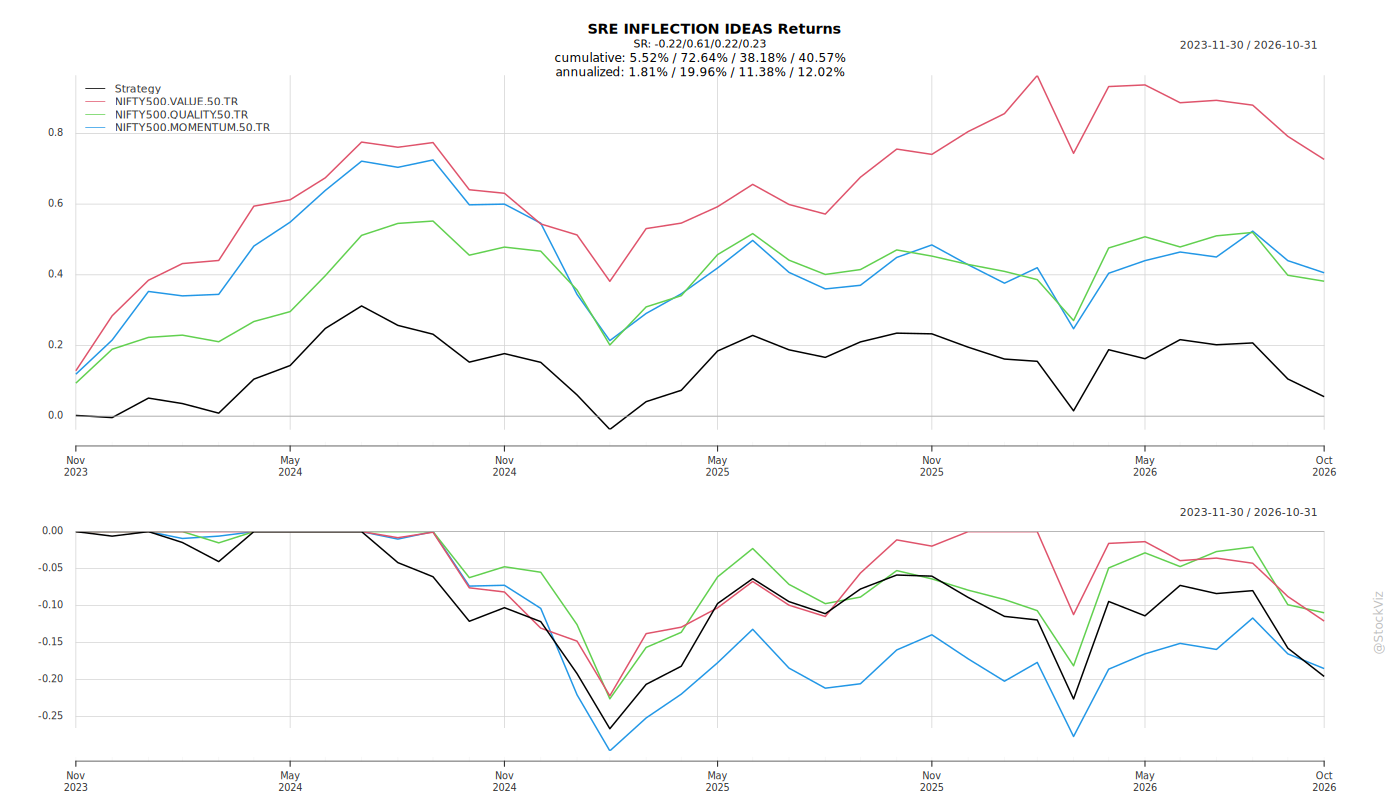 SRE INFLECTION IDEAS Returns
SR: -0.22/0.61/0.22/0.23
cumulative: 5.52% / 72.64% / 38.18% / 40.57%
annualized: 1.81% / 19.96% / 11.38% / 12.02%
2023-11-30 / 2026-10-31
Strategy
NIFTY500.VALUE.50.TR
NIFTY500.QUALITY.50.TR
NIFTY500.MOMENTUM.50.TR
0.8
0.6
0.4
0.2
0.0
Nov May Nov May Nov May Oct
2023 2024 2024 2025 2025 2026 2026
2023-11-30 / 2026-10-31
0.00
-0.05
-0.10
-0.15
-0.20
-0.25
Nov May Nov May Nov May Oct
2023 2024 2024 2025 2025 2026 2026
@StockViz